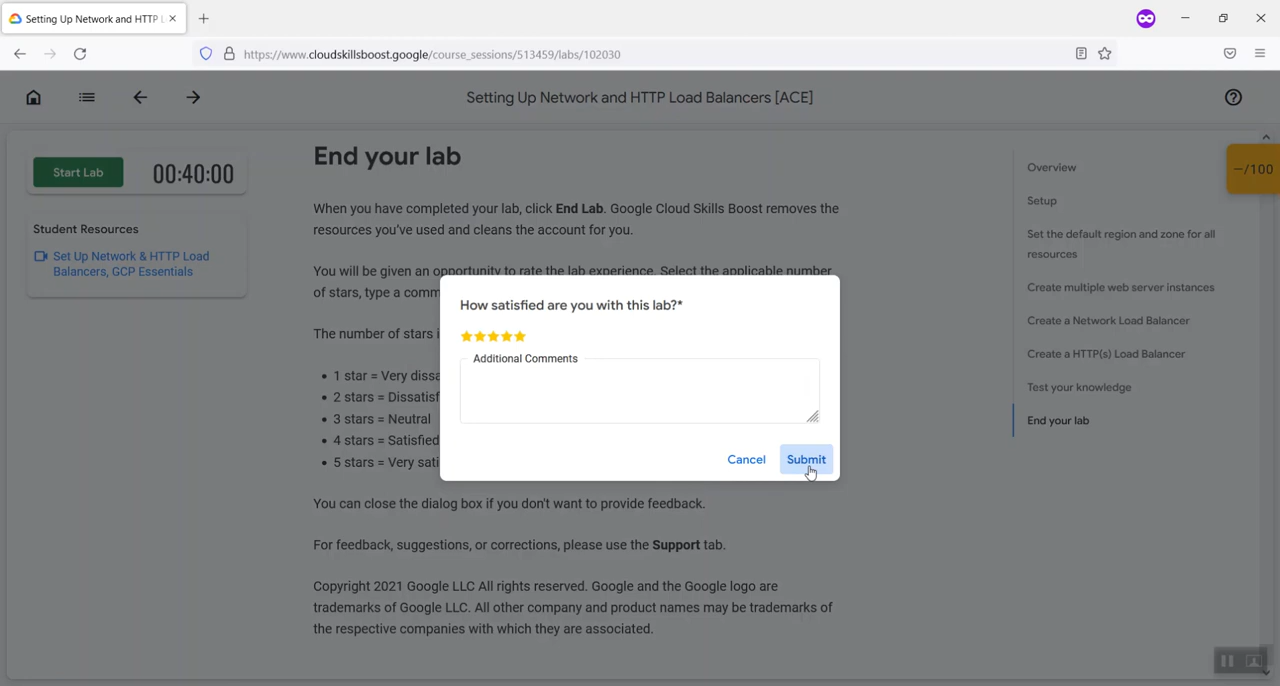 Setting Up Network and HTTP L
https://www.cloudskillsboost.google/course_sessions/513459/labs/102030
Setting Up Network and HTTP Load Balancers [ACE]
Start Lab
00:40:00
Student Resources
Set Up Network & HTTP Load
Balancers, GCP Essentials
End your lab
When you have completed your lab, click End Lab. Google Cloud Skills Boost removes the
resources you've used and cleans the account for you.
You will be given an opportunity to rate the lab experience. Select the applicable number
of stars, type a comm
The number of stars i
• 1 star = Very dissa
• 2 stars = Dissatisf
• 3 stars = Neutral
• 4 stars = Satisfied
• 5 stars = Very sati
You can close the dialog box if you don't want to provide feedback.
For feedback, suggestions, or corrections, please use the Support tab.
Copyright 2021 Google LLC All rights reserved. Google and the Google logo are
trademarks of Google LLC. All other company and product names may be trademarks of
the respective companies with which they are associated.
How satisfied are you with this lab?*
Additional Comments
Cancel
Submit
Overview
Setup
Set the default region and zone for all
resources
Create multiple web server instances
Create a Network Load Balancer
Create a HTTP(s) Load Balancer
Test your knowledge
End your lab
–/100